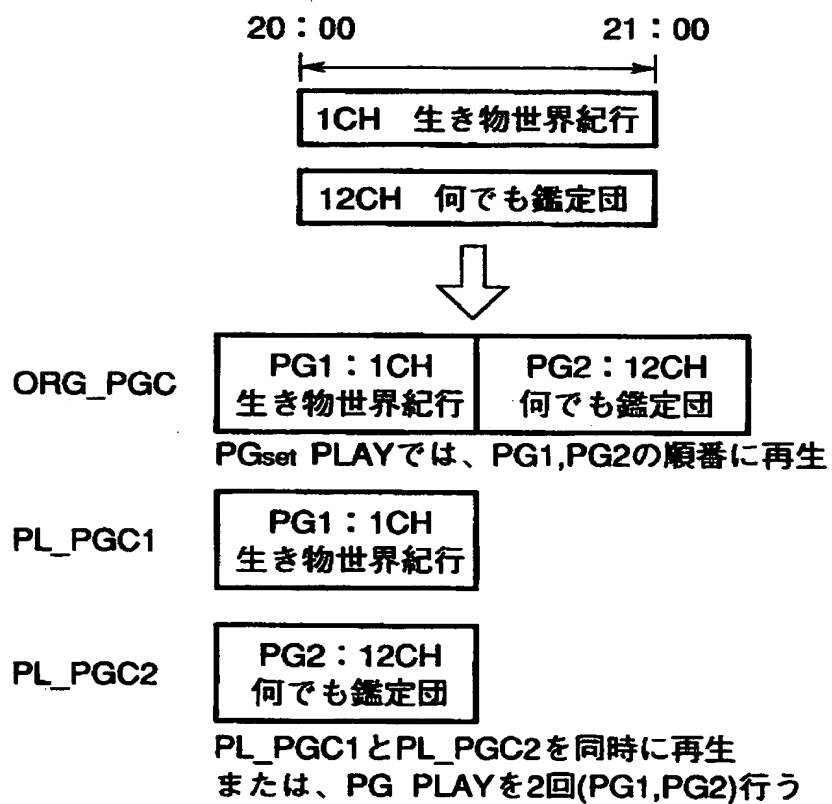 20：00 21：00
1CH 生き物世界紀行
12CH 何でも鑑定団
ORG_PGC
PG1：1CH
生き物世界紀行
PG2：12CH
何でも鑑定団
PGset PLAYでは、PG1,PG2の順番に再生
PL_PGC1
PG1：1CH
生き物世界紀行
PL_PGC2
PG2：12CH
何でも鑑定団
PL_PGC1とPL_PGC2を同時に再生
または、PG PLAYを2回(PG1,PG2)行う